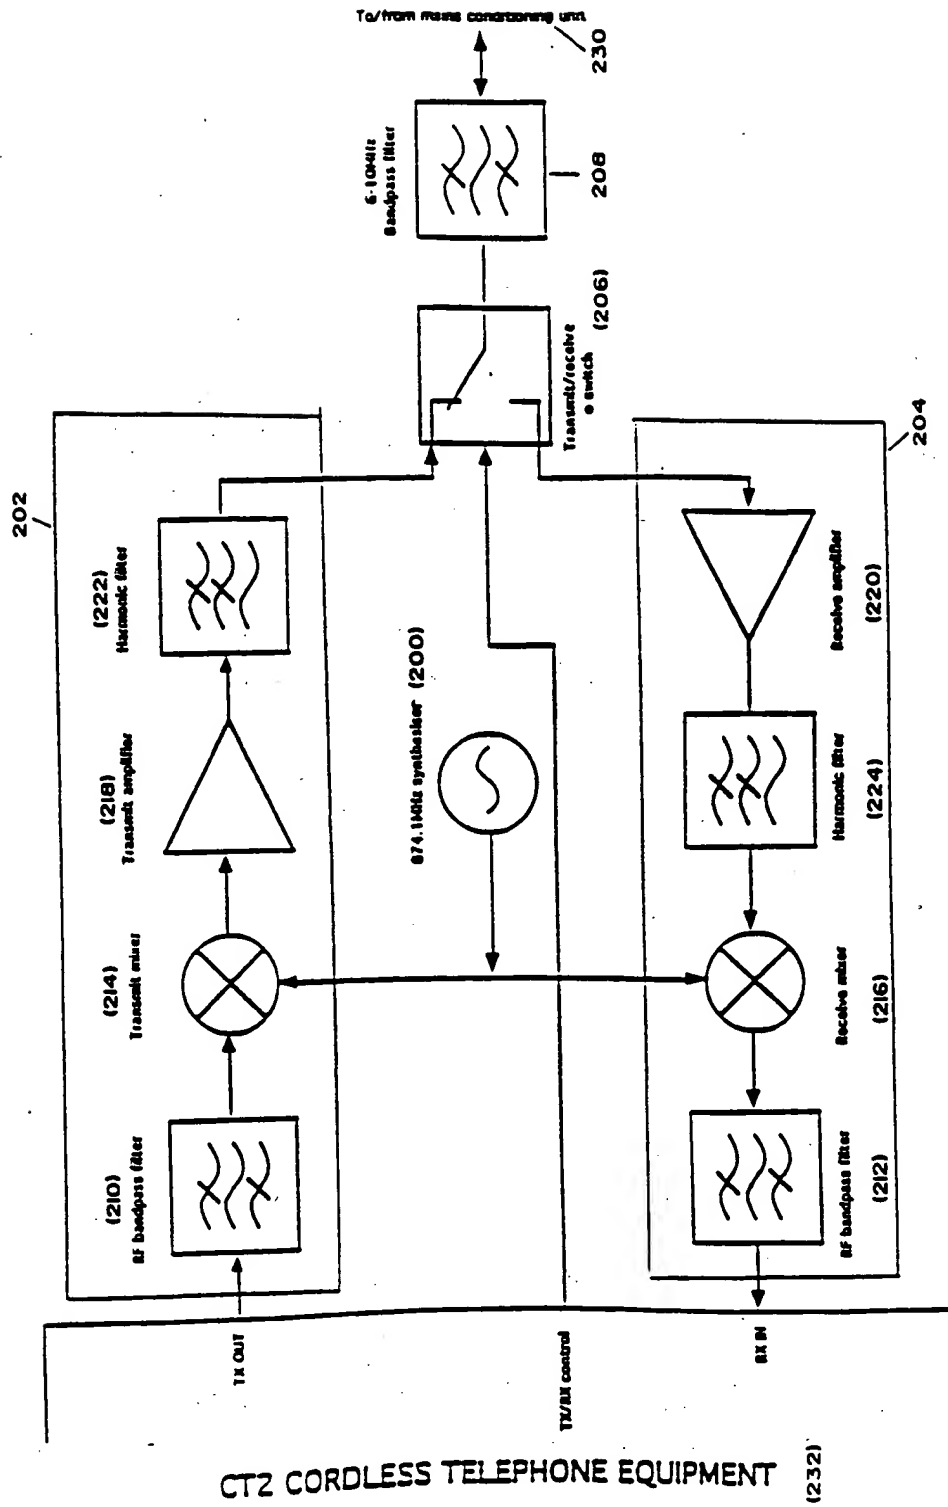 To/from mains conditioning unit
230
6-10MHz
Bandpass filter
208
Transmit/receive
e switch
(206)
202
(222)
Harmonic filter
(218)
Transmit amplifier
(214)
Transmit mixer
(210)
RF bandpass filter
874.1MHz synthesiser (200)
204
Receive amplifier
(220)
Harmonic filter
(224)
Receive mixer
(216)
RF bandpass filter
(212)
TX OUT
TX/RX control
RX IN
CT2 CORDLESS TELEPHONE EQUIPMENT
(232)